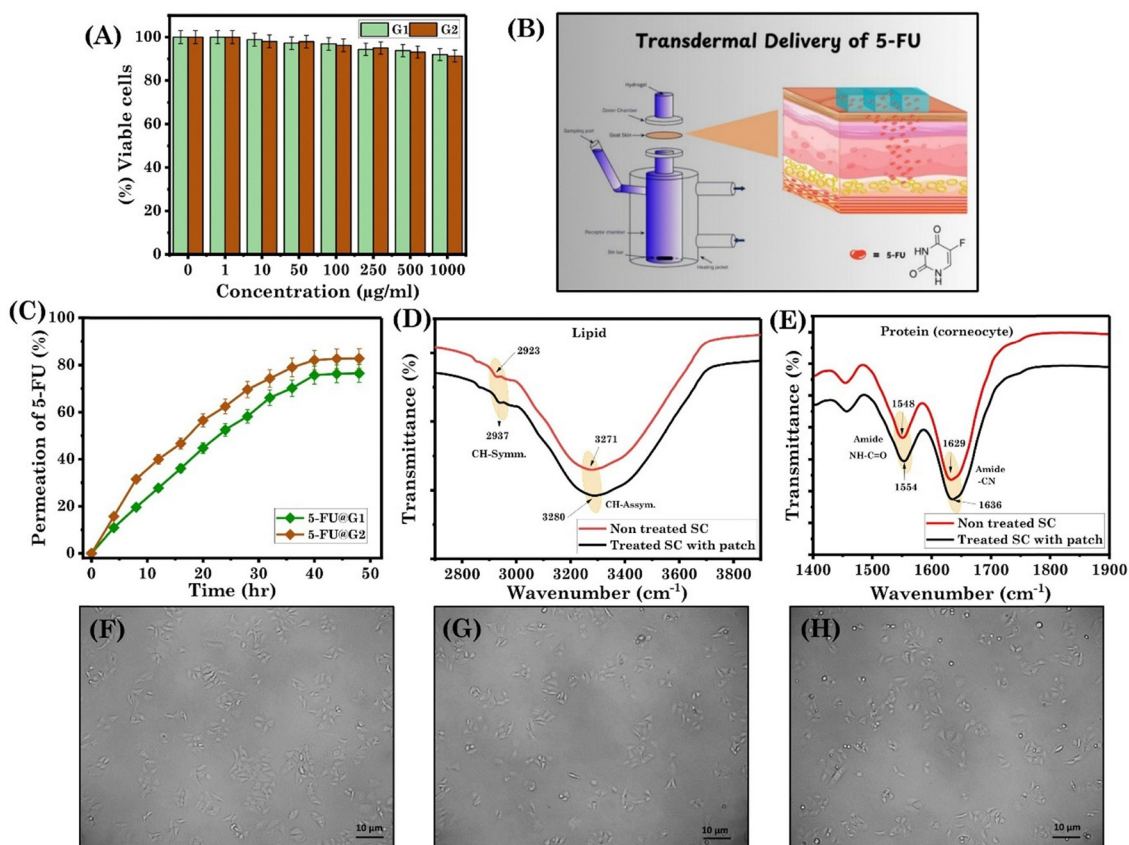 (A)
G1 G2
100
80
60
40
20
0
(%) Viable cells
0 1 10 50 100 250 500 1000
Concentration (μg/ml)
(B)
Transdermal Delivery of 5-FU
Hydrogel
Donor Chamber
Goat Skin
Sampling port
Receptor chamber
Stir bar
Heating jacket
= 5-FU
O
F
HN
O
N
H
(C)
100
80
60
40
20
0
Permeation of 5-FU (%)
5-FU@G1
5-FU@G2
0 10 20 30 40 50
Time (hr)
(D)
Lipid
Transmittance (%)
2923
2937
CH-Symm.
3271
3280
CH-Assym.
Non treated SC
Treated SC with patch
3000 3200 3400 3600 3800
Wavenumber (cm-1)
(E)
Protein (corneocyte)
Transmittance (%)
1548
Amide
NH-C=O
1554
1629
Amide
-CN
1636
Non treated SC
Treated SC with patch
1400 1500 1600 1700 1800 1900
Wavenumber (cm-1)
(F)
10 μm
(G)
10 μm
(H)
10 μm